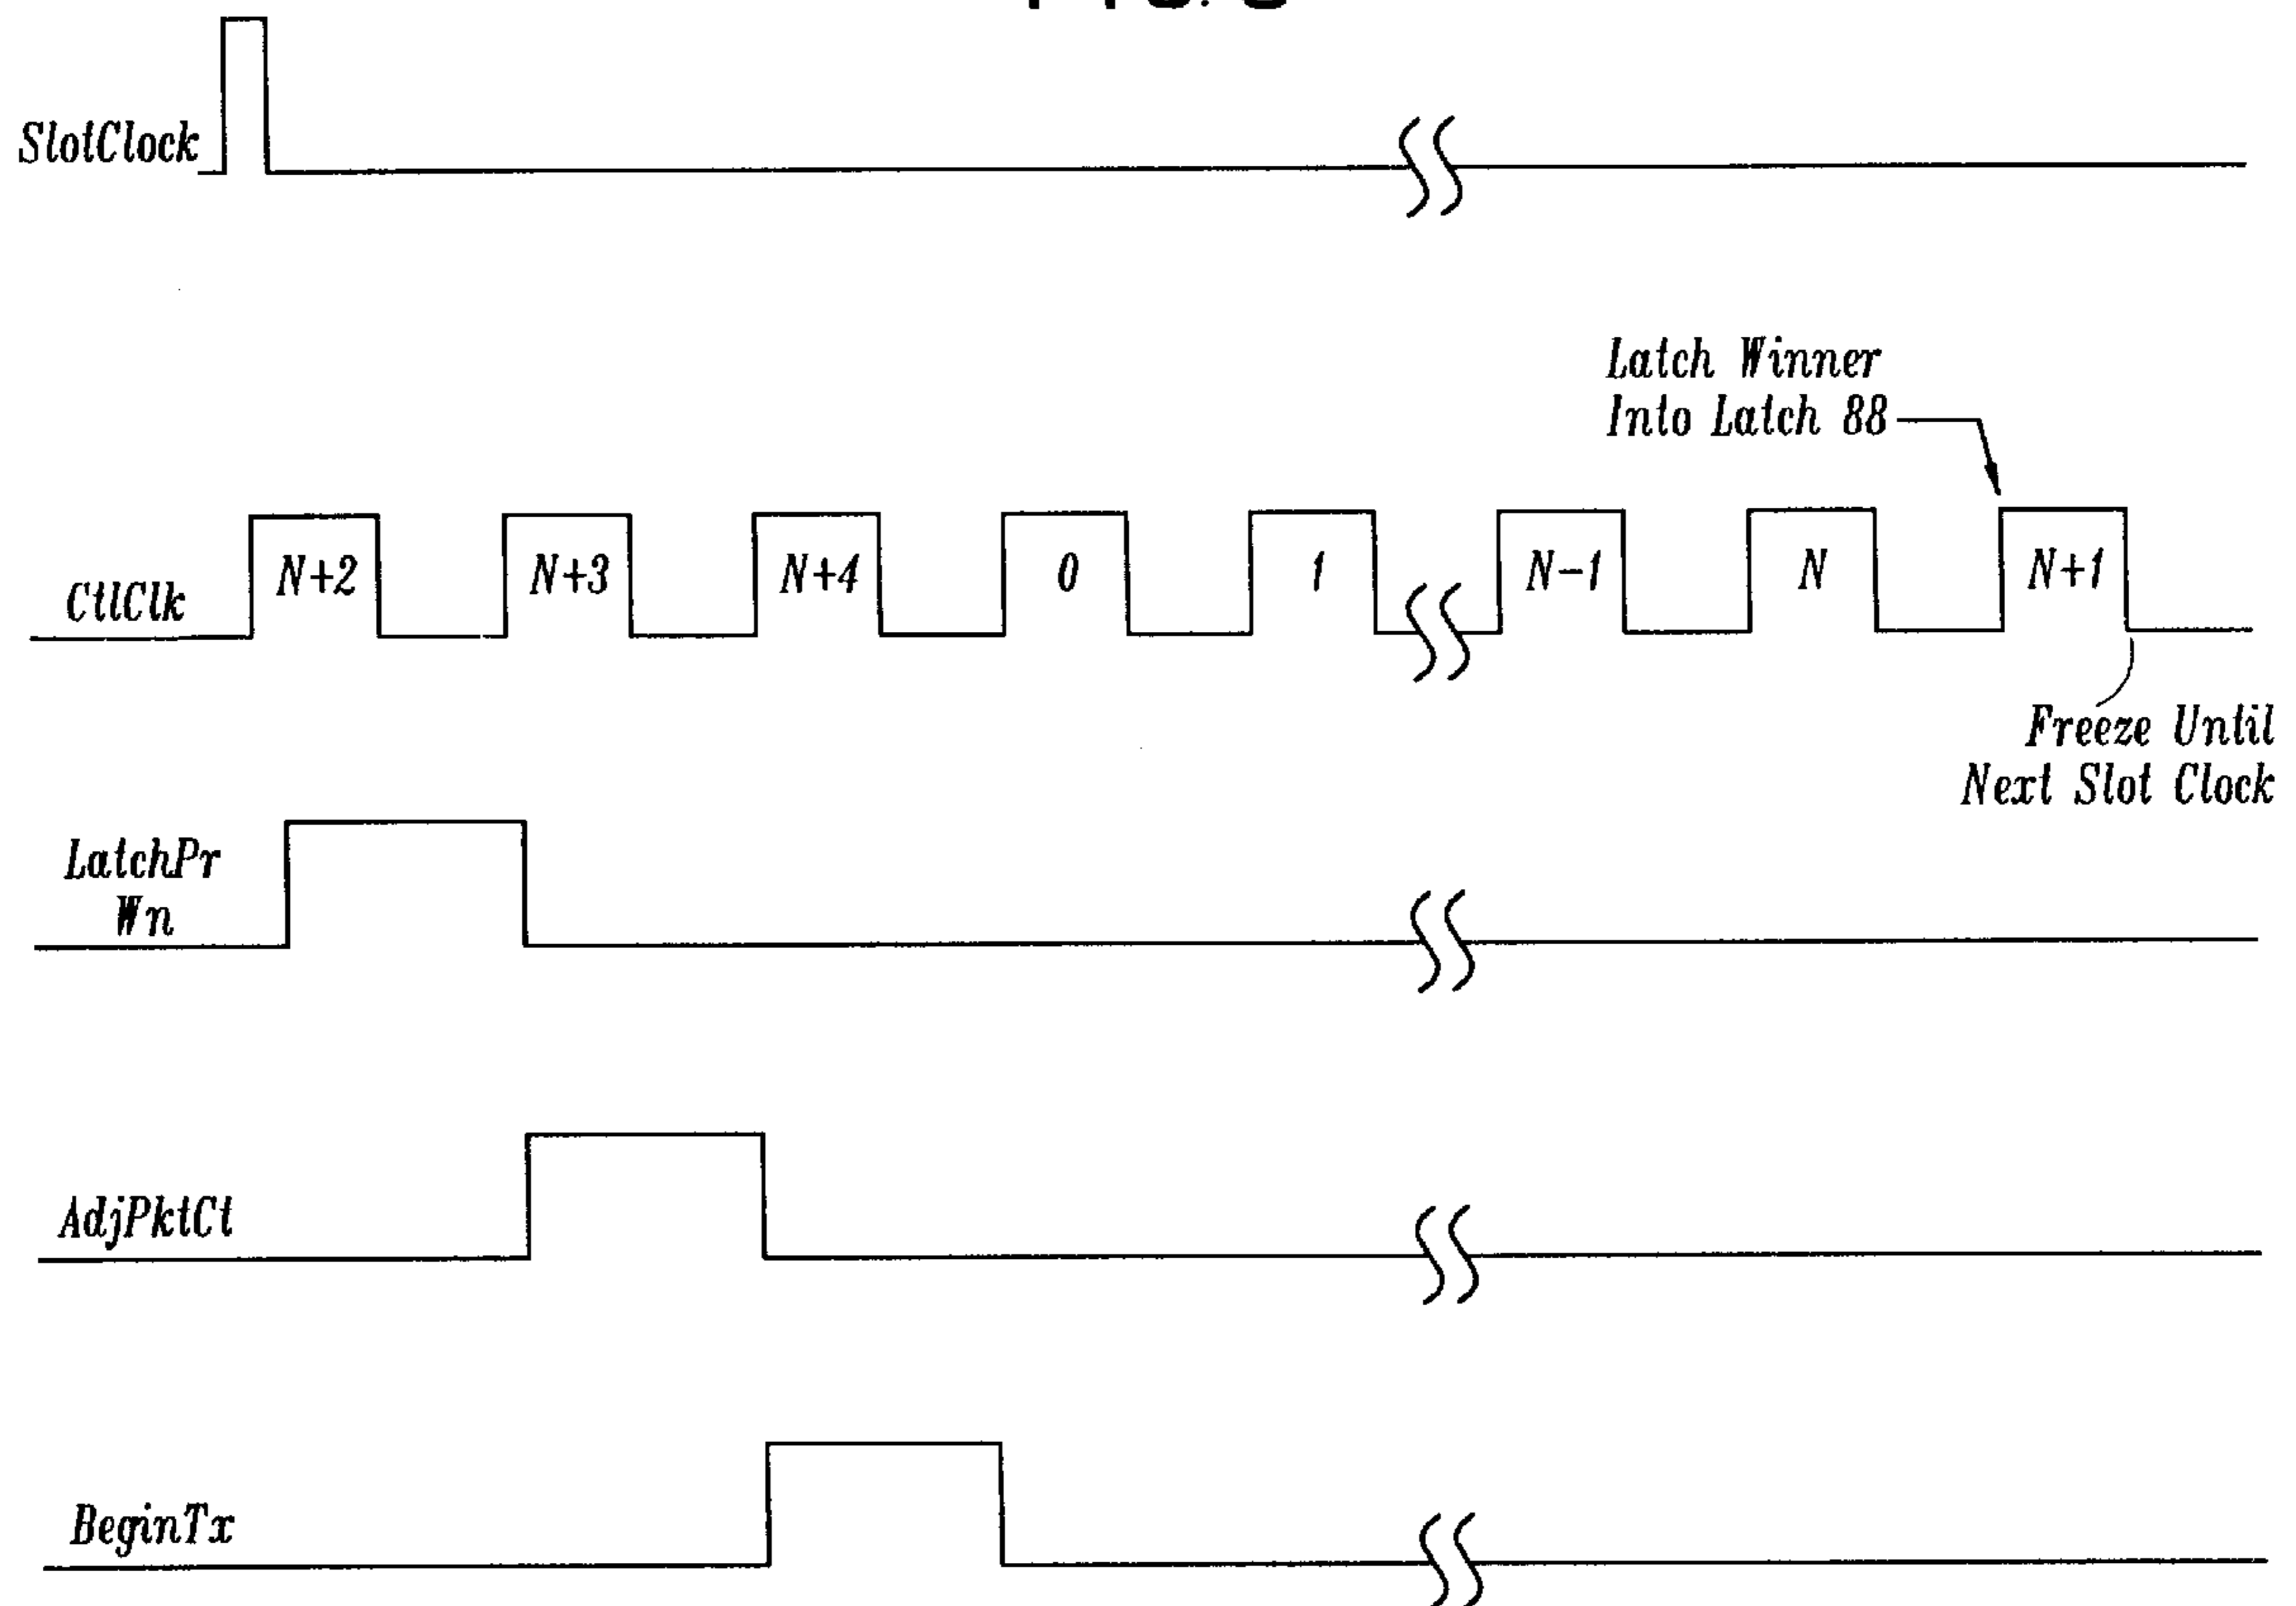 SlotClock
Latch Winner
Into Latch 88
CtlClk
N+2
N+3
N+4
0
1
N-1
N
N+1
Freeze Until
Next Slot Clock
LatchPr
Wn
AdjPktCt
BeginTx